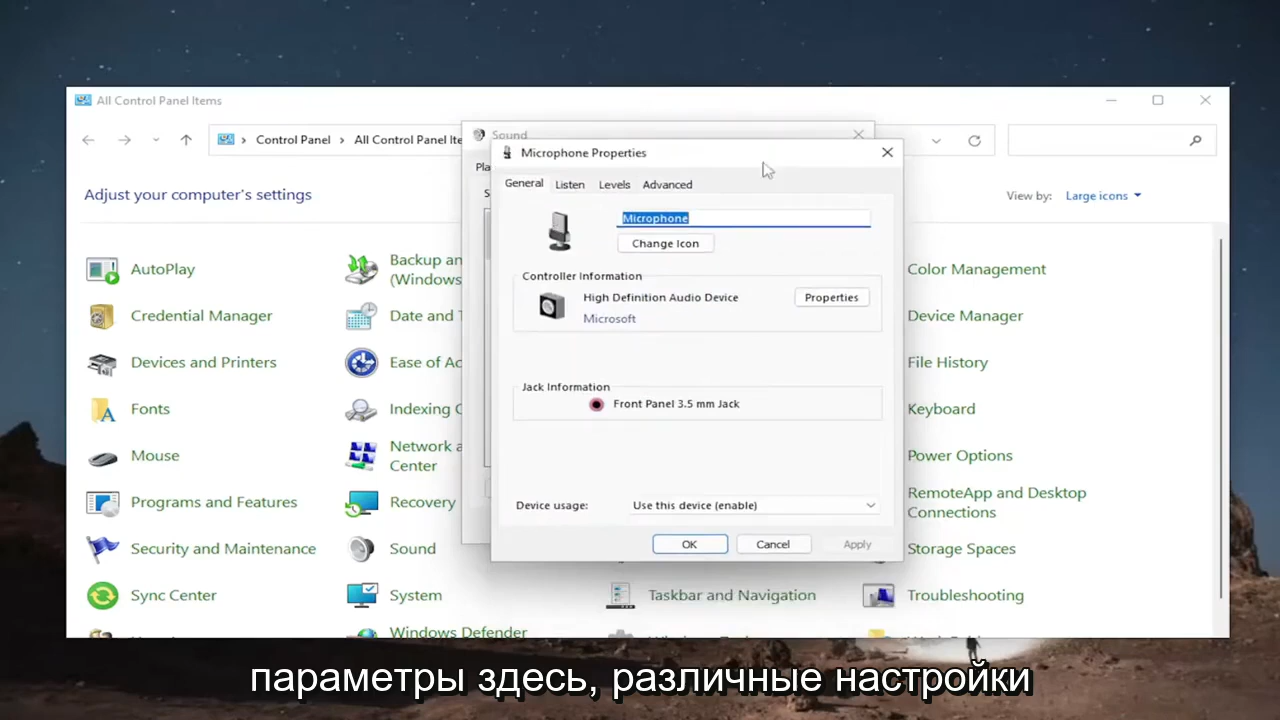 All Control Panel Items
Control Panel
All Control Panel Ite
Sound
Pla
S
Adjust your computer's settings
View by:
Large icons
Microphone Properties
General
Listen
Levels
Advanced
Microphone
Change Icon
Controller Information
High Definition Audio Device
Microsoft
Properties
Jack Information
Front Panel 3.5 mm Jack
Device usage:
Use this device (enable)
OK
Cancel
Apply
AutoPlay
Backup an
(Windows
Color Management
Credential Manager
Date and T
Device Manager
Devices and Printers
Ease of Ac
File History
Fonts
Indexing O
Keyboard
Mouse
Network a
Center
Power Options
Programs and Features
Recovery
RemoteApp and Desktop
Connections
Security and Maintenance
Sound
Storage Spaces
Sync Center
System
Taskbar and Navigation
Troubleshooting
Windows Defender
параметры здесь, различные настройки